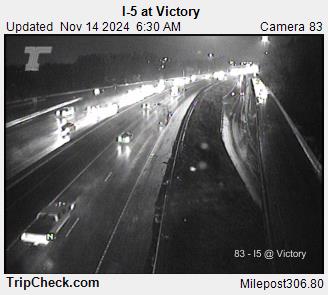 I-5 at Victory
Updated Nov 14 2024 6:30 AM Camera 83
T
N
83 - I5 @ Victory
TripCheck.com Milepost306.80